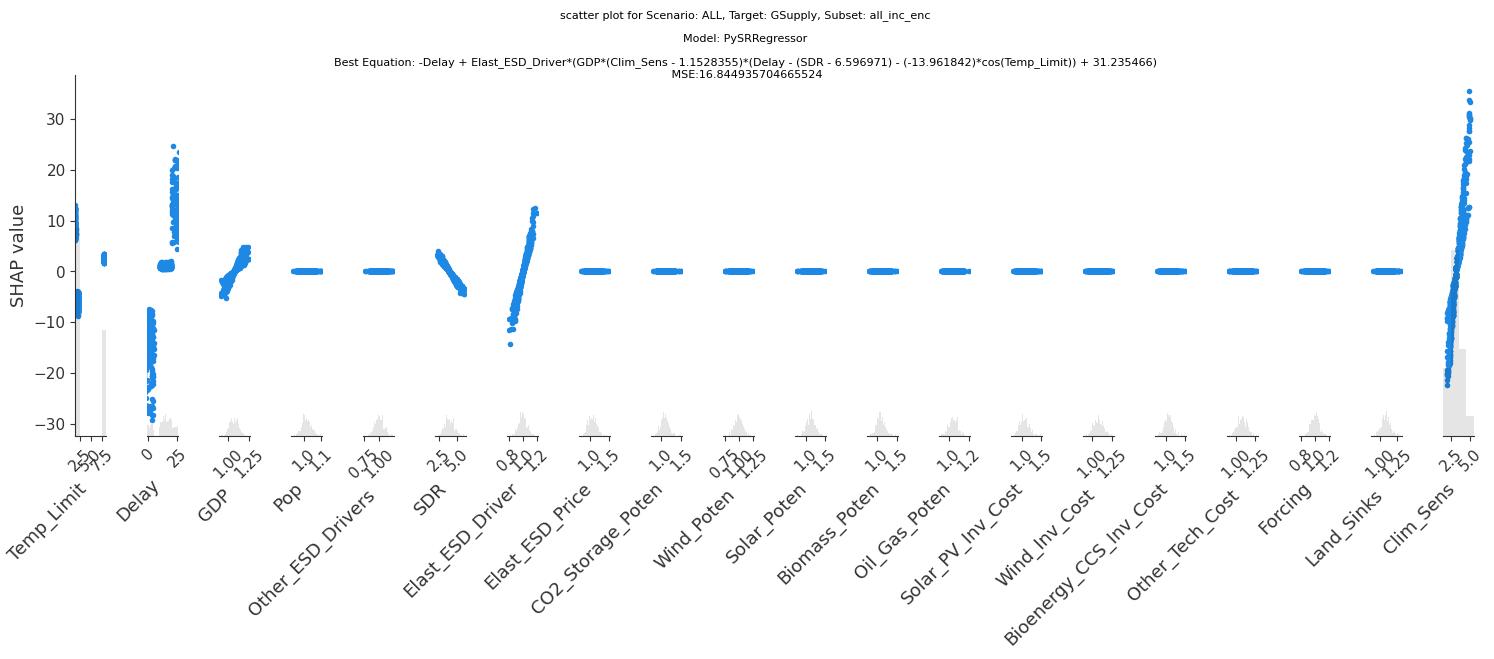 scatter plot for Scenario: ALL, Target: GSupply, Subset: all_inc_enc
Model: PySRRegressor
Best Equation: -Delay + Elast_ESD_Driver*(GDP*(Clim_Sens - 1.1528355)*(Delay - (SDR - 6.596971) - (-13.961842)*cos(Temp_Limit)) + 31.235466)
MSE:16.844935704665524
SHAP value
30
20
10
0
−10
−20
−30
2.5 5.0 7.5
0 25
1.00 1.25
1.0 1.1
0.75 1.00
2.5 5.0
0.8 1.0 1.2
1.0 1.5
1.0 1.5
0.75 1.00 1.25
1.0 1.5
1.0 1.5
1.0 1.2
1.0 1.5
1.00 1.25
1.0 1.5
1.00 1.25
0.8 1.0 1.2
1.00 1.25
2.5 5.0
Temp_Limit
Delay
GDP
Pop
Other_ESD_Drivers
SDR
Elast_ESD_Driver
Elast_ESD_Price
CO2_Storage_Poten
Wind_Poten
Solar_Poten
Biomass_Poten
Oil_Gas_Poten
Solar_PV_Inv_Cost
Wind_Inv_Cost
Bioenergy_CCS_Inv_Cost
Other_Tech_Cost
Forcing
Land_Sinks
Clim_Sens